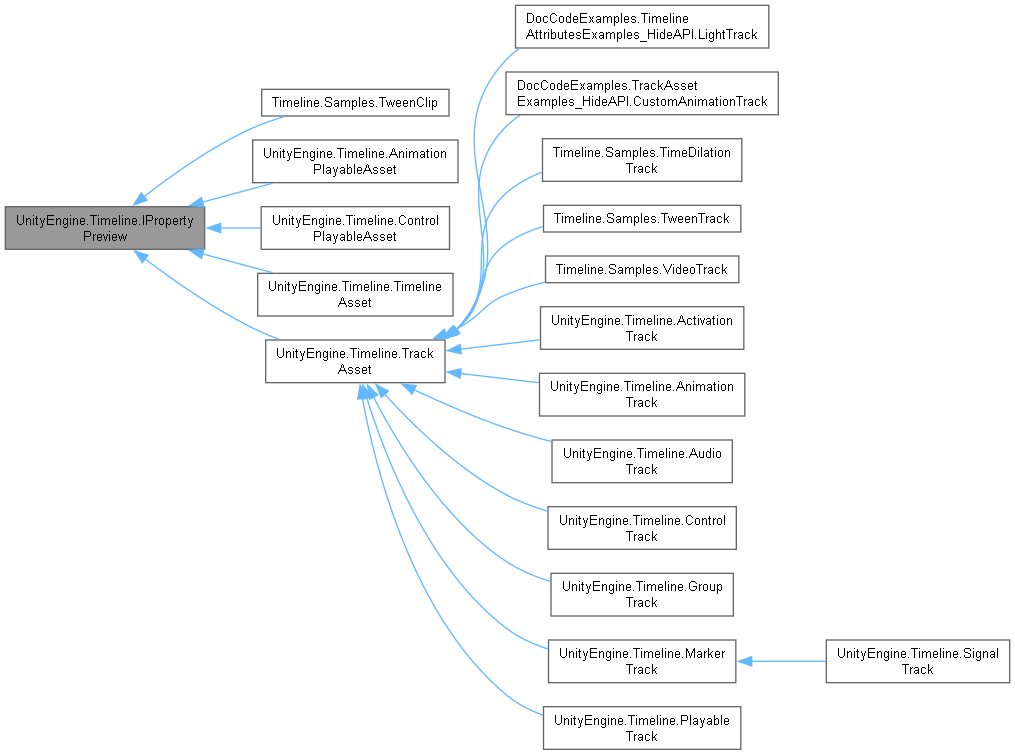 UnityEngine.Timeline.IProperty
Preview
Timeline.Samples.TweenClip
UnityEngine.Timeline.Animation
PlayableAsset
UnityEngine.Timeline.Control
PlayableAsset
UnityEngine.Timeline.Timeline
Asset
UnityEngine.Timeline.Track
Asset
DocCodeExamples.Timeline
AttributesExamples_HideAPI.LightTrack
DocCodeExamples.TrackAsset
Examples_HideAPI.CustomAnimationTrack
Timeline.Samples.TimeDilation
Track
Timeline.Samples.TweenTrack
Timeline.Samples.VideoTrack
UnityEngine.Timeline.Activation
Track
UnityEngine.Timeline.Animation
Track
UnityEngine.Timeline.Audio
Track
UnityEngine.Timeline.Control
Track
UnityEngine.Timeline.Group
Track
UnityEngine.Timeline.Marker
Track
UnityEngine.Timeline.Signal
Track
UnityEngine.Timeline.Playable
Track